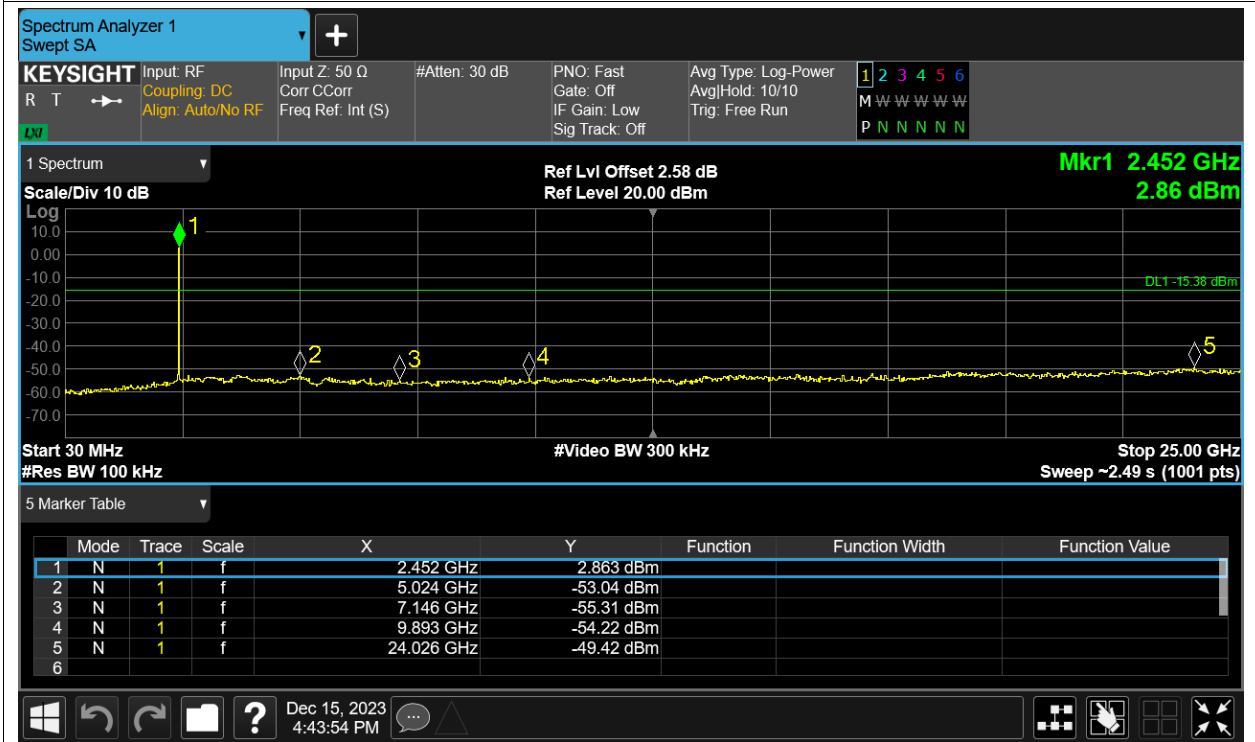 Spectrum Analyzer 1
Swept SA
+
KEYSIGHT
R T
LXI
Input: RF
Coupling: DC
Align: Auto/No RF
Input Z: 50 Ω
Corr CCorr
Freq Ref: Int (S)
#Atten: 30 dB
PNO: Fast
Gate: Off
IF Gain: Low
Sig Track: Off
Avg Type: Log-Power
Avg|Hold: 10/10
Trig: Free Run
1 2 3 4 5 6
M W W W W W
P N N N N N
1 Spectrum
Scale/Div 10 dB
Ref Lvl Offset 2.58 dB
Ref Level 20.00 dBm
Mkr1 2.452 GHz
2.86 dBm
Log
10.0
0.00
-10.0
-20.0
-30.0
-40.0
-50.0
-60.0
-70.0
1
2
3
4
5
DL1 -15.38 dBm
Start 30 MHz
#Res BW 100 kHz
#Video BW 300 kHz
Stop 25.00 GHz
Sweep ~2.49 s (1001 pts)
5 Marker Table
Mode Trace Scale X Y Function Function Width Function Value
1 N 1 f 2.452 GHz 2.863 dBm
2 N 1 f 5.024 GHz -53.04 dBm
3 N 1 f 7.146 GHz -55.31 dBm
4 N 1 f 9.893 GHz -54.22 dBm
5 N 1 f 24.026 GHz -49.42 dBm
6
?
Dec 15, 2023
4:43:54 PM